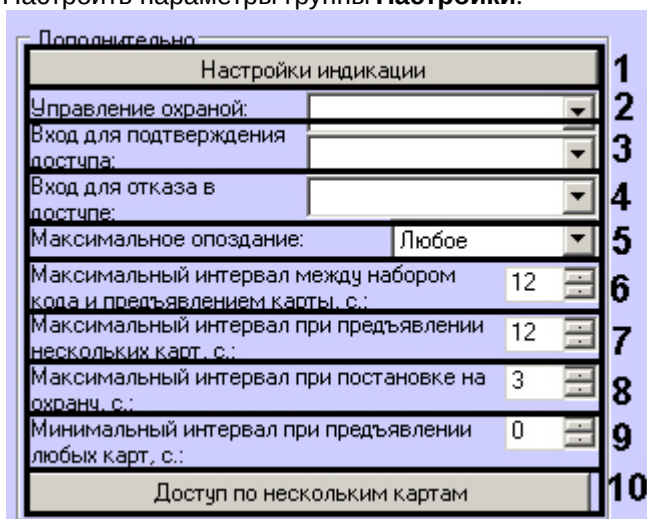 Настроить параметры группы Настройки.
Дополнительно
Настройки индикации 1
Управление охраной: 2
Вход для подтверждения
доступа: 3
Вход для отказа в
доступе: 4
Максимальное опоздание: Любое 5
Максимальный интервал между набором
кода и предъявлением карты, с.: 12 6
Максимальный интервал при предъявлении
нескольких карт, с.: 12 7
Максимальный интервал при постановке на
охрану, с.: 3 8
Минимальный интервал при предъявлении
любых карт, с.: 0 9
Доступ по нескольким картам 10